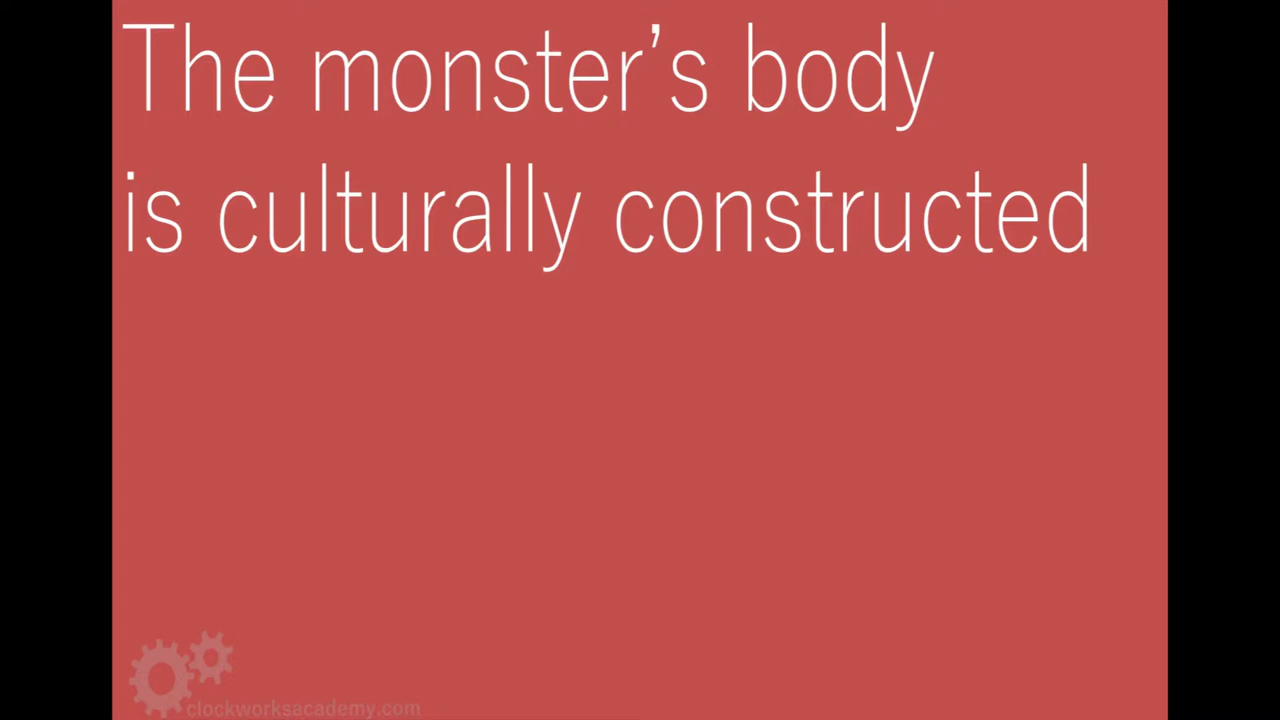 The monster’s body
is culturally constructed
clockworksacademy.com